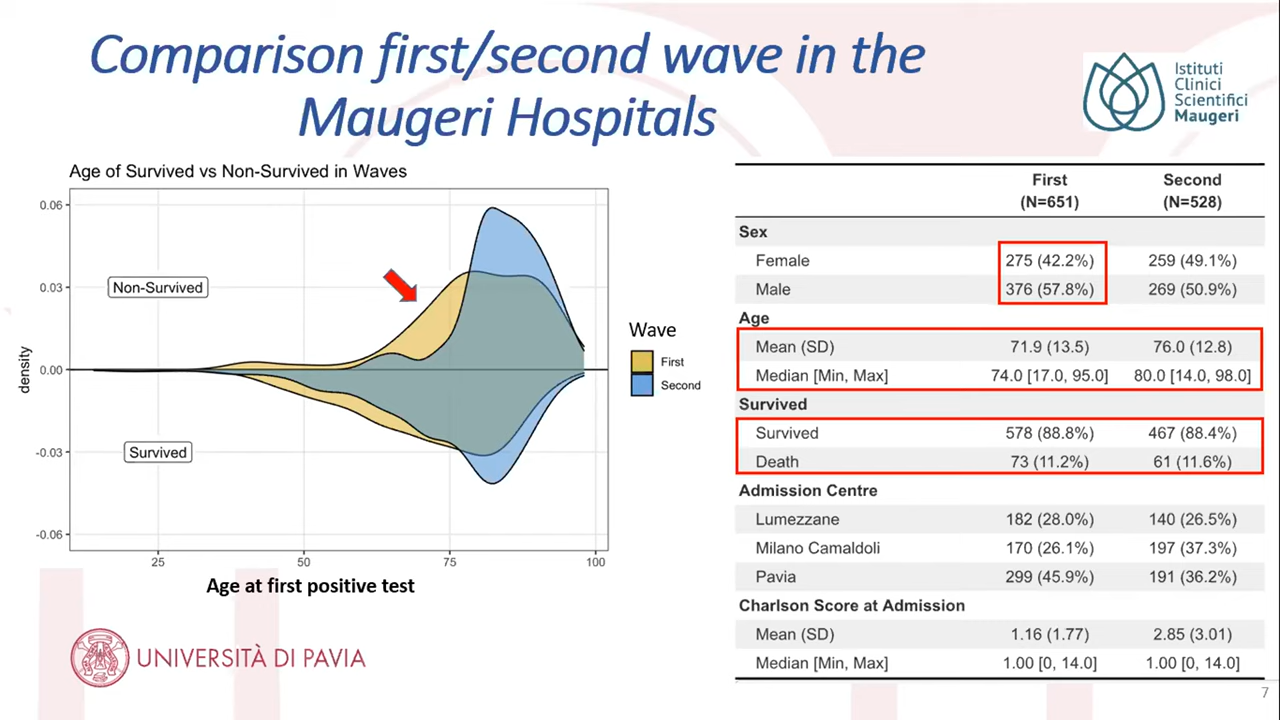 Comparison first/second wave in the
Maugeri Hospitals
Istituti
Clinici
Scientifici
Maugeri
Age of Survived vs Non-Survived in Waves
0.06
0.03
0.00
-0.03
-0.06
density
Non-Survived
Survived
25
50
75
100
Age at first positive test
Wave
First
Second
First Second
(N=651) (N=528)
Sex
Female 275 (42.2%) 259 (49.1%)
Male 376 (57.8%) 269 (50.9%)
Age
Mean (SD) 71.9 (13.5) 76.0 (12.8)
Median [Min, Max] 74.0 [17.0, 95.0] 80.0 [14.0, 98.0]
Survived
Survived 578 (88.8%) 467 (88.4%)
Death 73 (11.2%) 61 (11.6%)
Admission Centre
Lumezzane 182 (28.0%) 140 (26.5%)
Milano Camaldoli 170 (26.1%) 197 (37.3%)
Pavia 299 (45.9%) 191 (36.2%)
Charlson Score at Admission
Mean (SD) 1.16 (1.77) 2.85 (3.01)
Median [Min, Max] 1.00 [0, 14.0] 1.00 [0, 14.0]
UNIVERSITÀ DI PAVIA
7